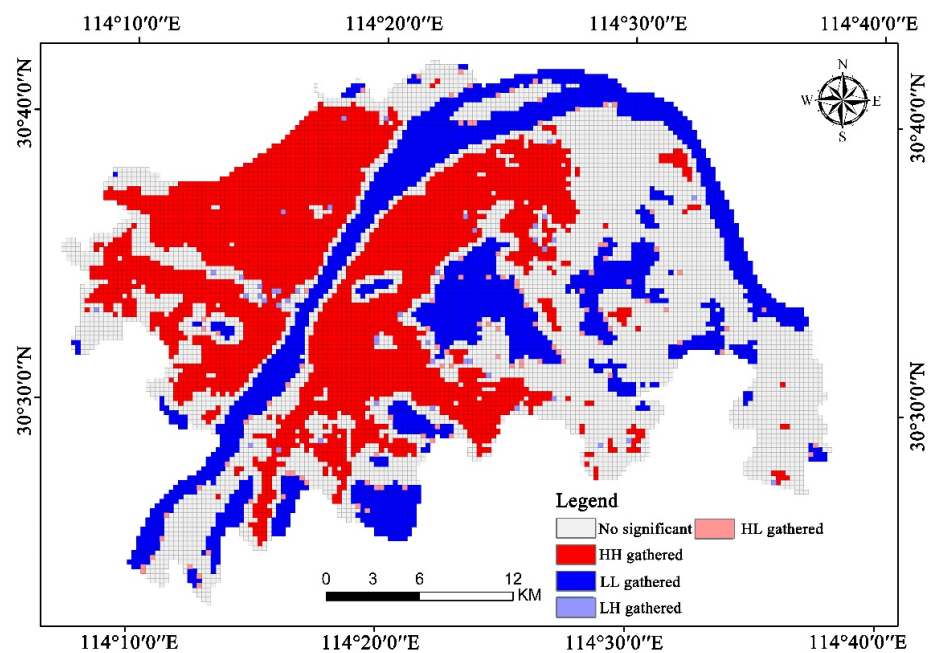 114°10′0″E 114°20′0″E 114°30′0″E 114°40′0″E
N
W E
S
30°40′0″N 30°40′0″N
30°30′0″N 30°30′0″N
Legend
No significant HL gathered
HH gathered
LL gathered
LH gathered
0 3 6 12
KM
114°10′0″E 114°20′0″E 114°30′0″E 114°40′0″E